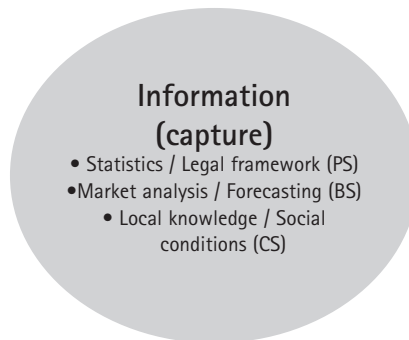 Information
(capture)
• Statistics / Legal framework (PS)
•Market analysis / Forecasting (BS)
• Local knowledge / Social
conditions (CS)